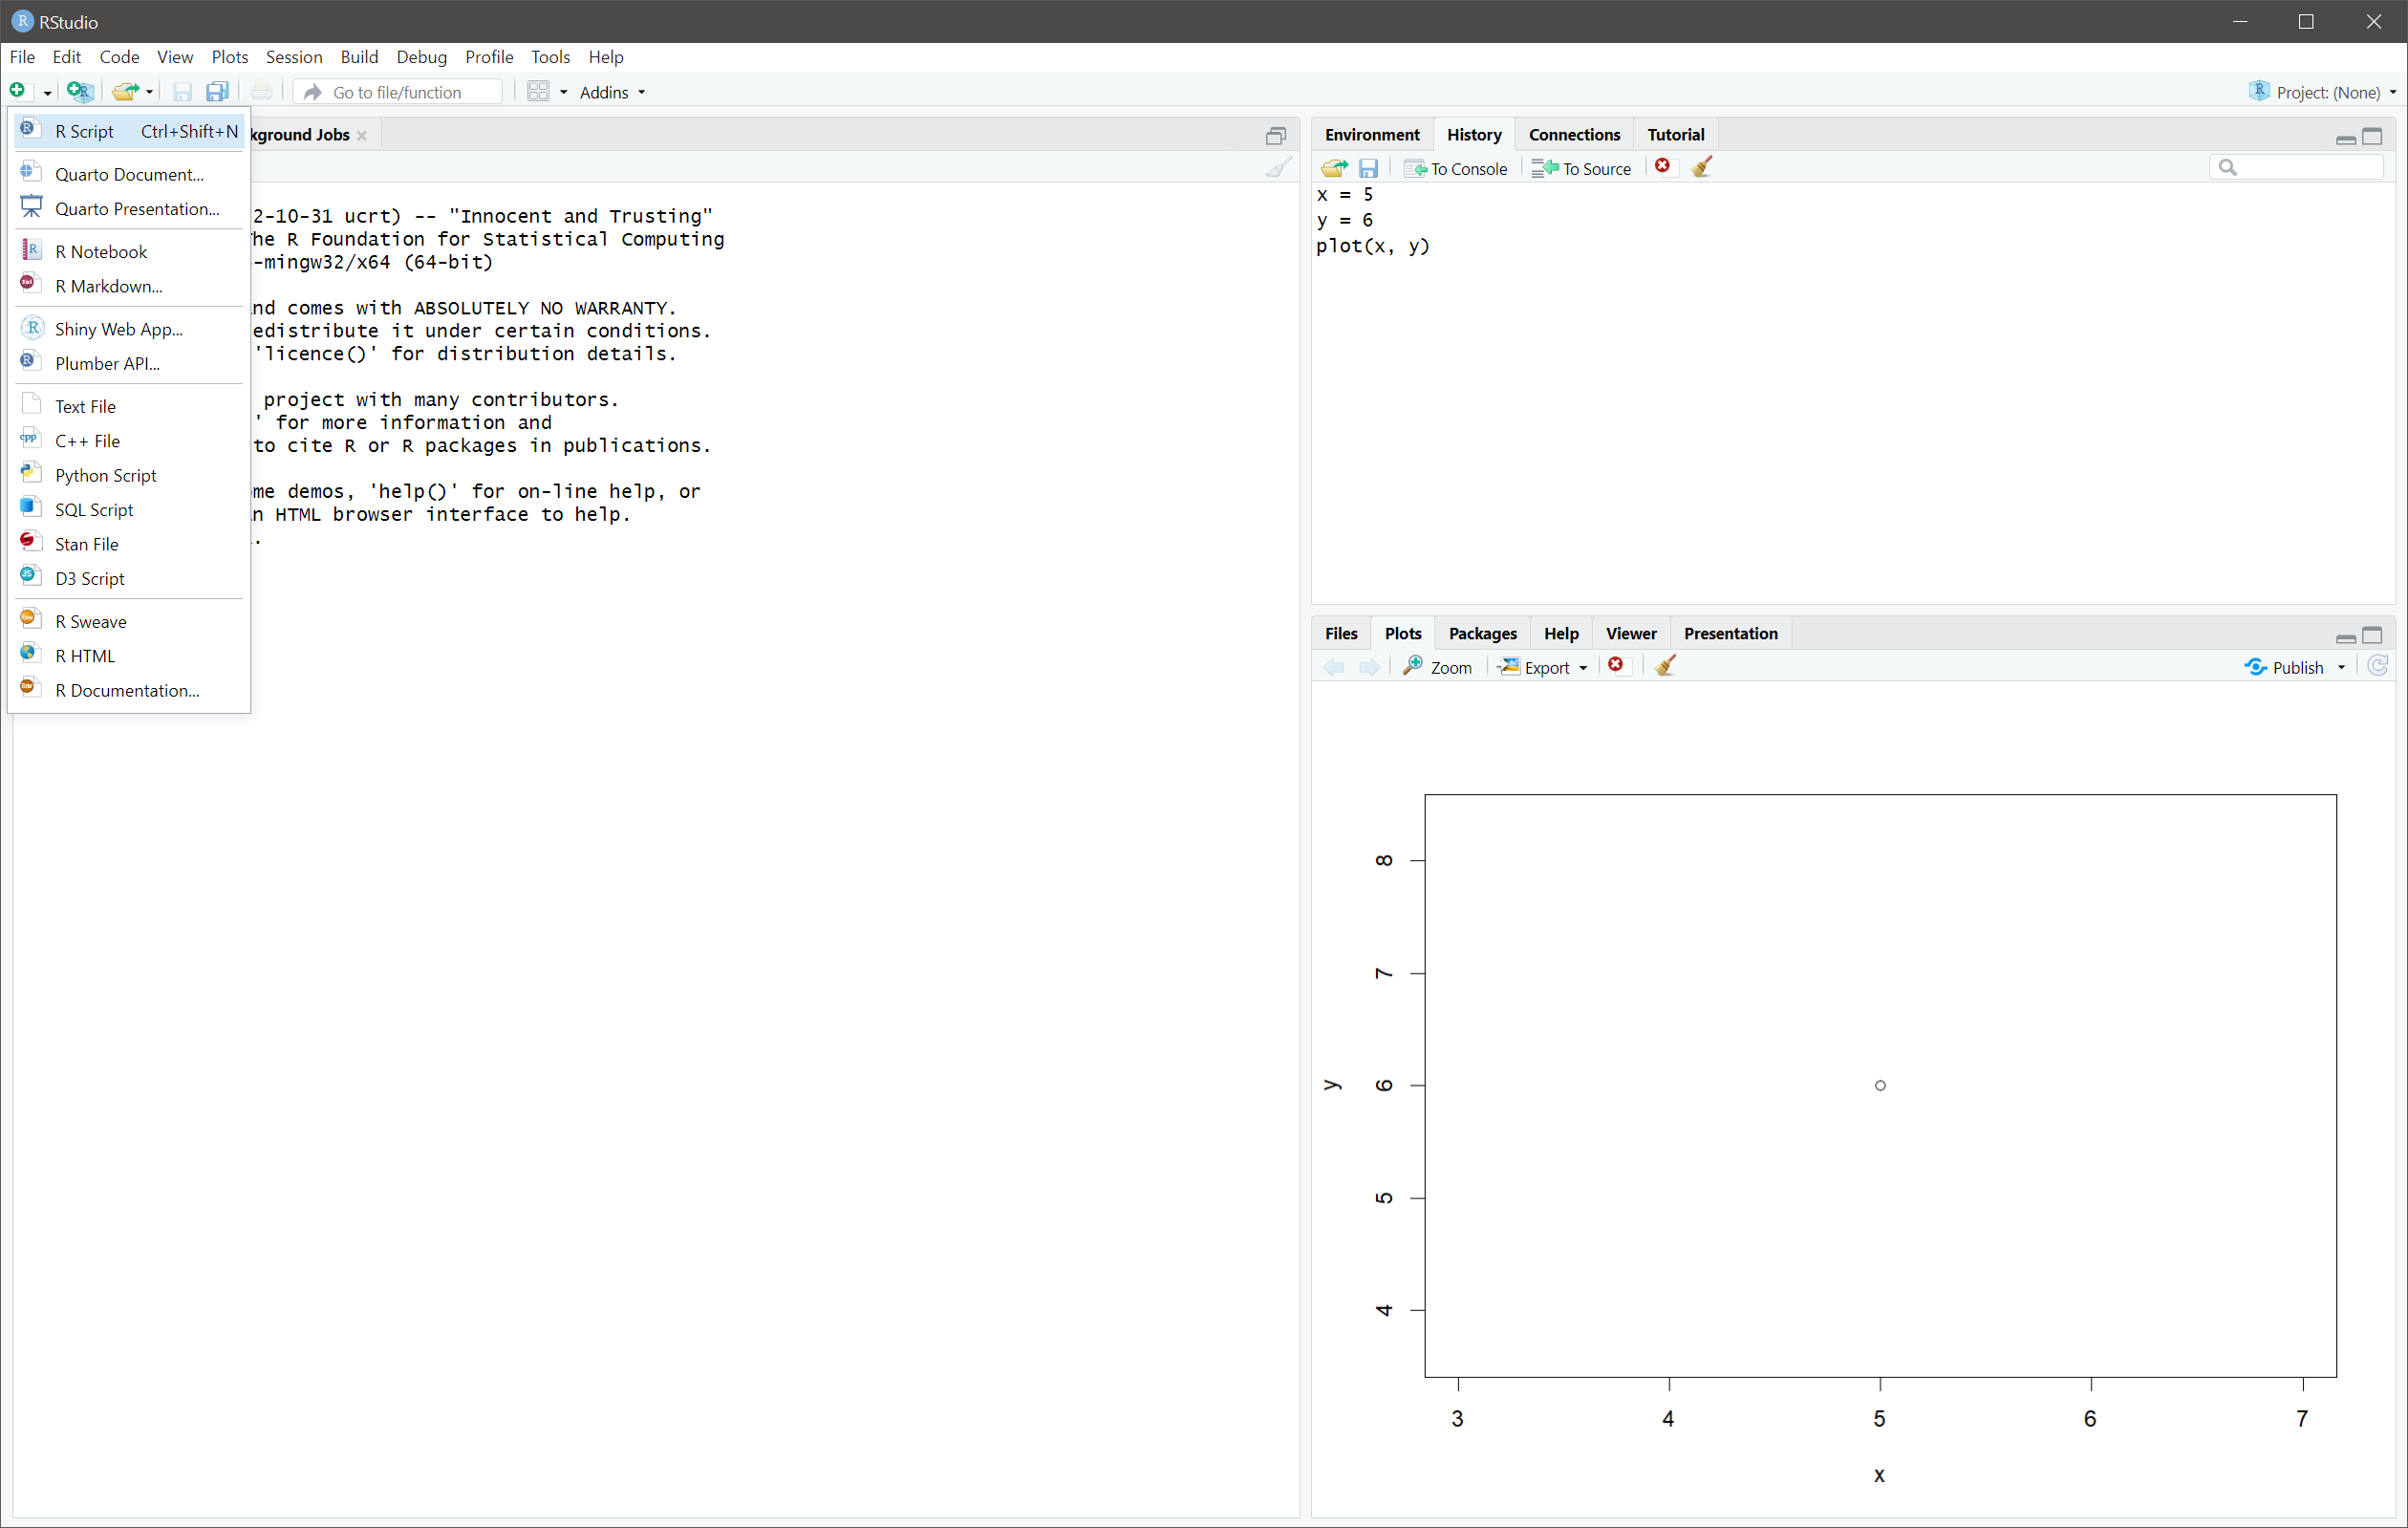 RStudio
File Edit Code View Plots Session Build Debug Profile Tools Help
Go to file/function Addins Project: (None)
R Script Ctrl+Shift+N
Quarto Document...
Quarto Presentation...
R Notebook
R Markdown...
Shiny Web App...
Plumber API...
Text File
C++ File
Python Script
SQL Script
Stan File
D3 Script
R Sweave
R HTML
R Documentation...
kground Jobs
2-10-31 ucrt) -- "Innocent and Trusting"
he R Foundation for Statistical Computing
-mingw32/x64 (64-bit)
nd comes with ABSOLUTELY NO WARRANTY.
edistribute it under certain conditions.
'licence()' for distribution details.
project with many contributors.
' for more information and
to cite R or R packages in publications.
me demos, 'help()' for on-line help, or
n HTML browser interface to help.
.
Environment History Connections Tutorial
To Console To Source
x = 5
y = 6
plot(x, y)
Files Plots Packages Help Viewer Presentation
Zoom Export Publish
8
7
6
5
4
y
3 4 5 6 7
x